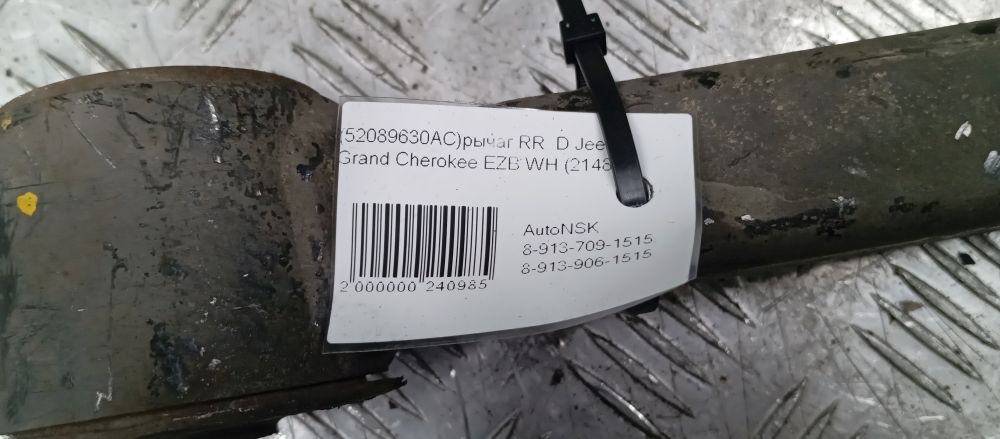 (52089630AC)рычаг RR D Jee
Grand Cherokee EZB WH (2148
AutoNSK
8-913-709-1515
8-913-906-1515
2 000000 240985